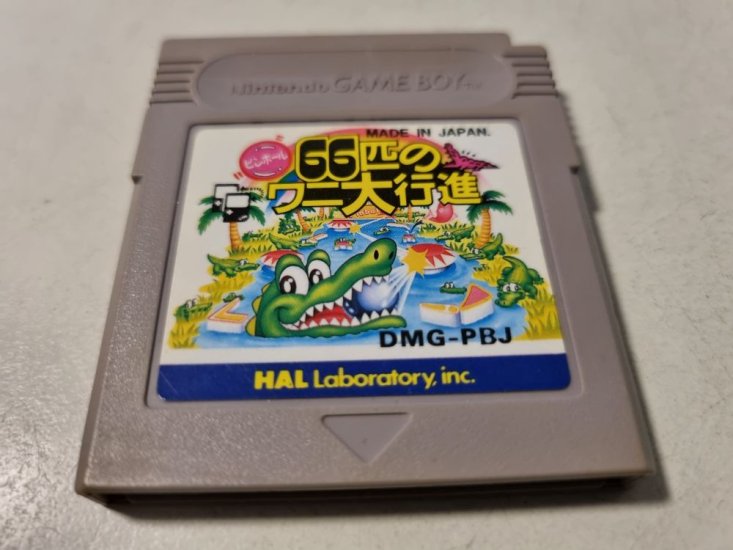 Nintendo GAME BOY TM
MADE IN JAPAN.
ピンボール
66匹の
ワニ大行進
DMG-PBJ
HAL Laboratory, inc.